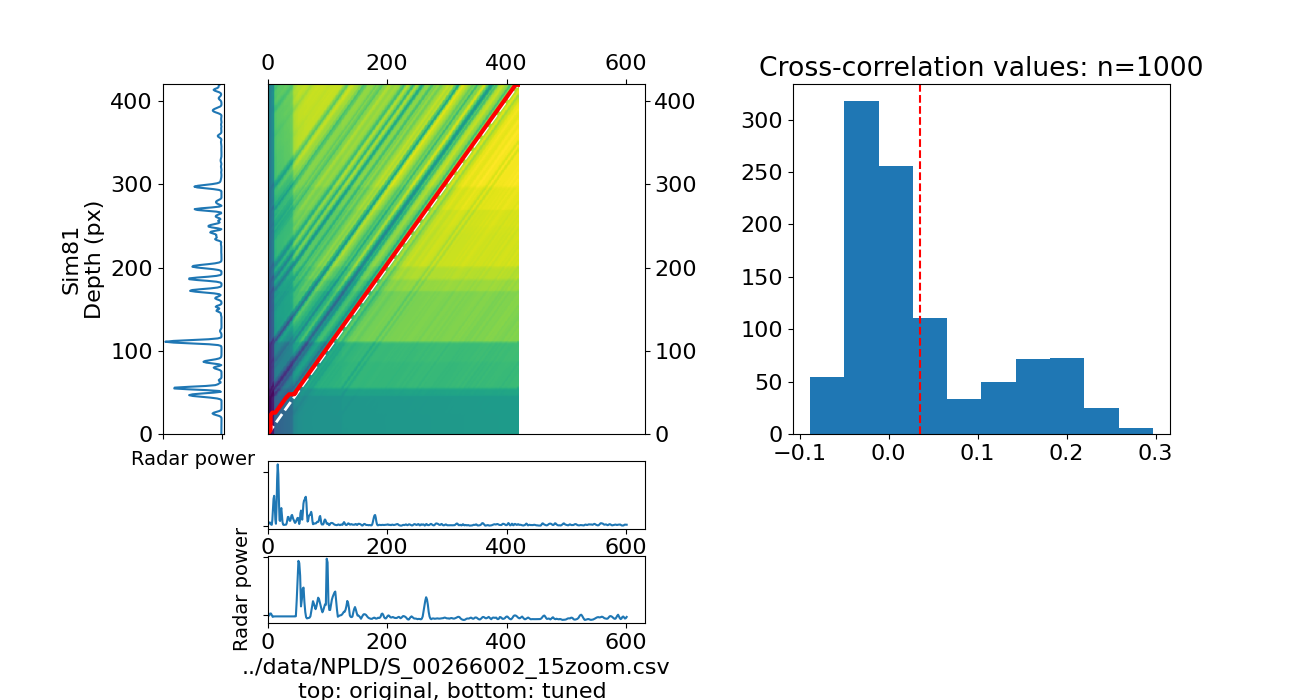 Cross-correlation values: n=1000
0 200 400 600
400
300
200
100
0
Sim81
Depth (px)
Radar power
400
300
200
100
0
300
250
200
150
100
50
0
−0.1 0.0 0.1 0.2 0.3
0 200 400 600
Radar power
0 200 400 600
../data/NPLD/S_00266002_15zoom.csv
top: original, bottom: tuned